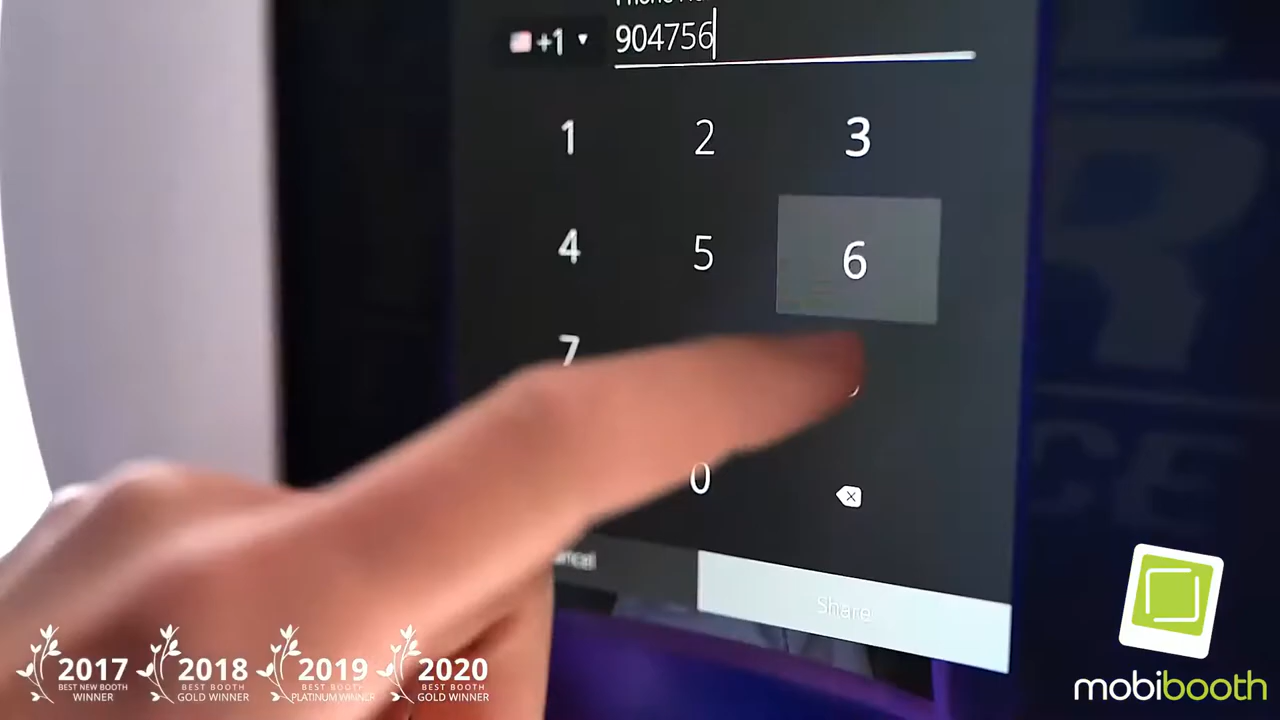 +1 904756
1 2 3
4 5 6
7
0
Share
2017
BEST NEW BOOTH
WINNER
2018
BEST BOOTH
GOLD WINNER
2019
BEST BOOTH
PLATINUM WINNER
2020
BEST BOOTH
GOLD WINNER
mobibooth